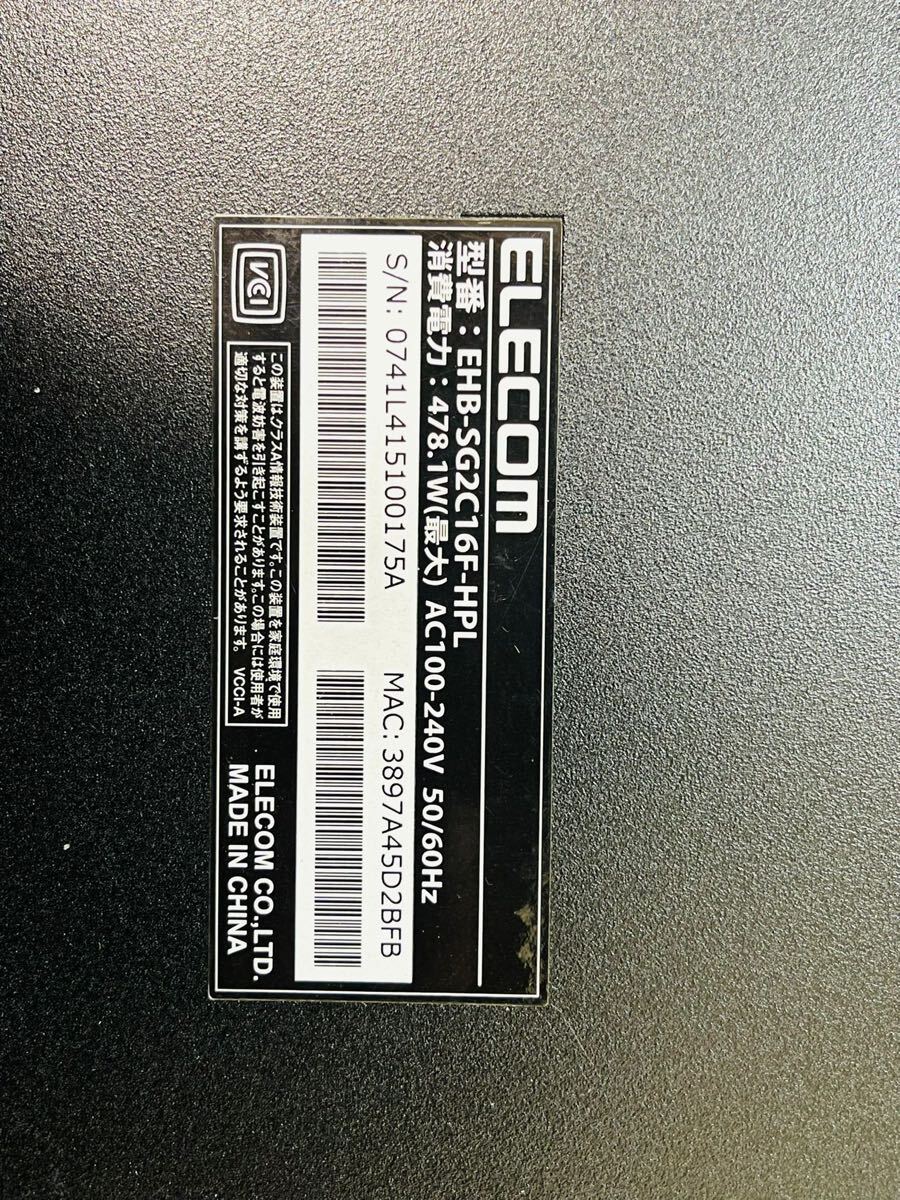 ELECOM
型番：EHB-SG2C16F-HPL
消費電力：478.1W(最大) AC100-240V 50/60Hz
S/N: 0741L415100175A
MAC: 3897A45D2BFB
VCI
この装置は､クラスA情報技術装置です｡この装置を家庭環境で使用
すると電波妨害を引き起こすことがあります｡この場合には使用者が
適切な対策を講ずるよう要求されることがあります。 VCCI-A
ELECOM CO.,LTD.
MADE IN CHINA